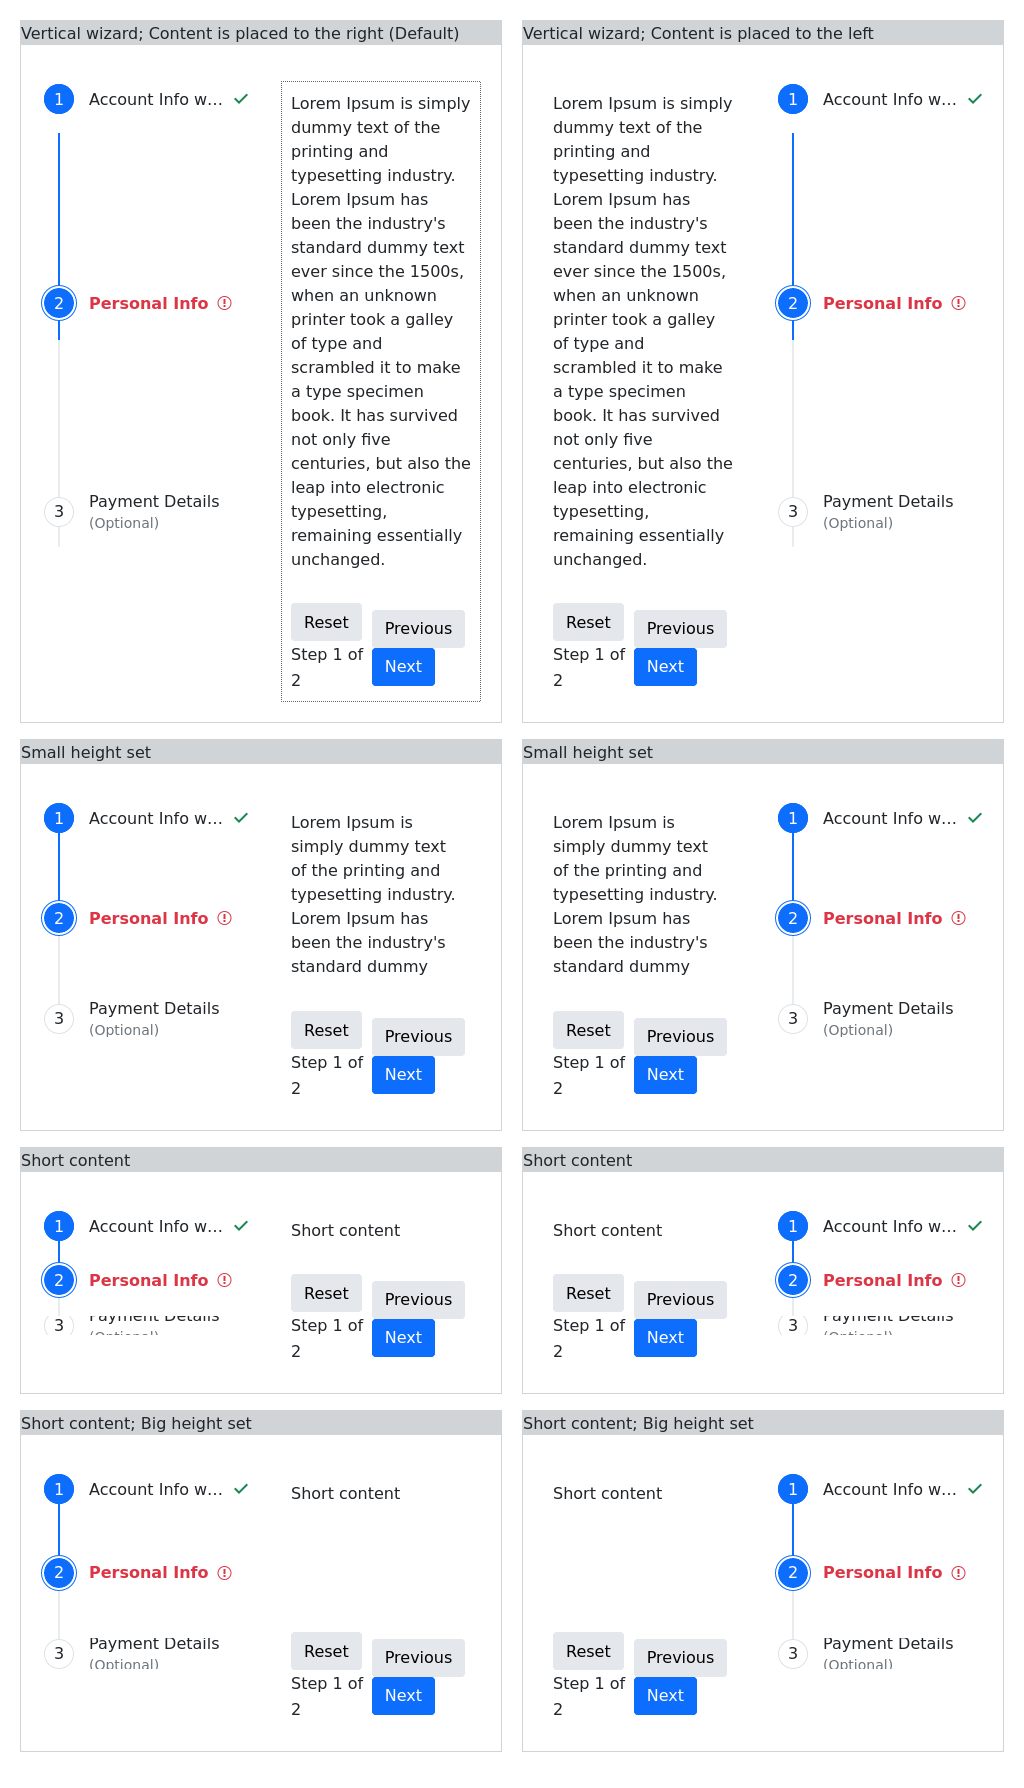 Vertical wizard; Content is placed to the right (Default)
1
Account Info w...
2
Personal Info
3
Payment Details
(Optional)
Lorem Ipsum is simply
dummy text of the
printing and
typesetting industry.
Lorem Ipsum has
been the industry's
standard dummy text
ever since the 1500s,
when an unknown
printer took a galley
of type and
scrambled it to make
a type specimen
book. It has survived
not only five
centuries, but also the
leap into electronic
typesetting,
remaining essentially
unchanged.
Reset
Step 1 of
2
Previous
Next
Vertical wizard; Content is placed to the left
Lorem Ipsum is simply
dummy text of the
printing and
typesetting industry.
Lorem Ipsum has
been the industry's
standard dummy text
ever since the 1500s,
when an unknown
printer took a galley
of type and
scrambled it to make
a type specimen
book. It has survived
not only five
centuries, but also the
leap into electronic
typesetting,
remaining essentially
unchanged.
Reset
Step 1 of
2
Previous
Next
1
Account Info w...
2
Personal Info
3
Payment Details
(Optional)
Small height set
1
Account Info w...
2
Personal Info
3
Payment Details
(Optional)
Lorem Ipsum is
simply dummy text
of the printing and
typesetting industry.
Lorem Ipsum has
been the industry's
standard dummy
Reset
Step 1 of
2
Previous
Next
Small height set
Lorem Ipsum is
simply dummy text
of the printing and
typesetting industry.
Lorem Ipsum has
been the industry's
standard dummy
Reset
Step 1 of
2
Previous
Next
1
Account Info w...
2
Personal Info
3
Payment Details
(Optional)
Short content
1
Account Info w...
2
Personal Info
3
Payment Details
(Optional)
Short content
Reset
Step 1 of
2
Previous
Next
Short content
Short content
Reset
Step 1 of
2
Previous
Next
1
Account Info w...
2
Personal Info
3
Payment Details
(Optional)
Short content; Big height set
1
Account Info w...
2
Personal Info
3
Payment Details
(Optional)
Short content
Reset
Step 1 of
2
Previous
Next
Short content; Big height set
Short content
Reset
Step 1 of
2
Previous
Next
1
Account Info w...
2
Personal Info
3
Payment Details
(Optional)